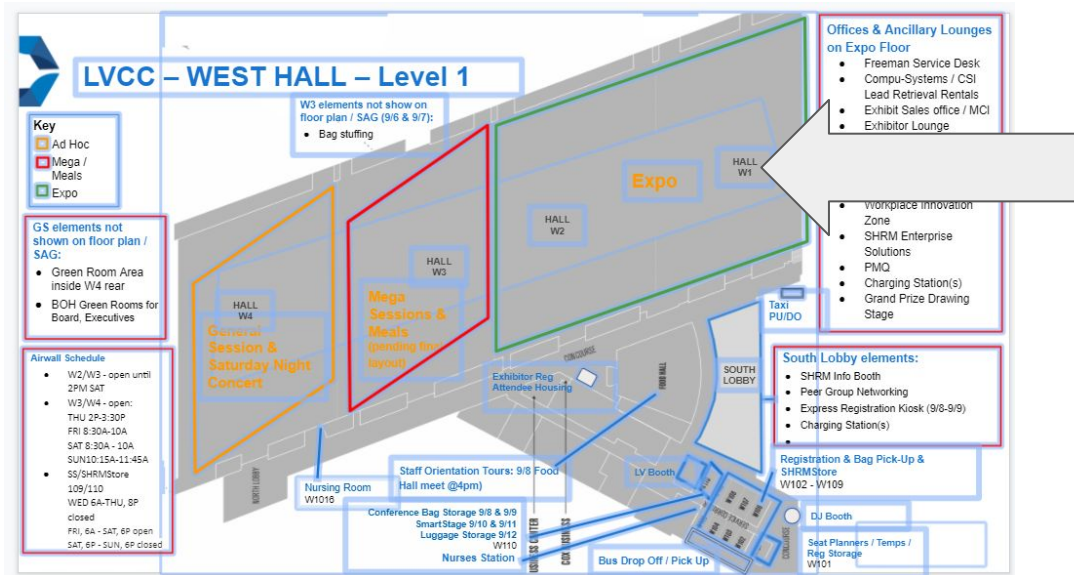 LVCC – WEST HALL – Level 1
Key
Ad Hoc
Mega /
Meals
Expo
GS elements not
shown on floor plan /
SAG:
Green Room Area
inside W4 rear
BOH Green Rooms for
Board, Executives
Airwall Schedule
W2/W3 - open until
2PM SAT
W3/W4 - open:
THU 2P-3:30P
FRI 8:30A-10A
SAT 8:30A - 10A
SUN10:15A-11:45A
SS/SHRMStore
109/110
WED 6A-THU, 8P
closed
FRI, 6A - SAT, 6P open
SAT, 6P - SUN, 6P closed
W3 elements not show on
floor plan / SAG (9/6 & 9/7):
Bag stuffing
HALL
W4
General
Session &
Saturday Night
Concert
HALL
W3
Mega
Sessions &
Meals
(pending final
layout)
HALL
W2
Expo
HALL
W1
Offices & Ancillary Lounges
on Expo Floor
Freeman Service Desk
Compu-Systems / CSI
Lead Retrieval Rentals
Exhibit Sales office / MCI
Exhibitor Lounge
Workplace Innovation
Zone
SHRM Enterprise
Solutions
PMQ
Charging Station(s)
Grand Prize Drawing
Stage
Taxi
PU/DO
CONCOURSE
Exhibitor Reg
Attendee Housing
FOOD HALL
SOUTH
LOBBY
South Lobby elements:
SHRM Info Booth
Peer Group Networking
Express Registration Kiosk (9/8-9/9)
Charging Station(s)
NORTH LOBBY
Nursing Room
W1016
Staff Orientation Tours: 9/8 Food
Hall meet @4pm)
LV Booth
Registration & Bag Pick-Up &
SHRMStore
W102 - W109
Conference Bag Storage 9/8 & 9/9
SmartStage 9/10 & 9/11
Luggage Storage 9/12
W110
Nurses Station
USINESS CENTER
COX BUSINESS
Bus Drop Off / Pick Up
CONCOURSE
DJ Booth
Seat Planners / Temps /
Reg Storage
W101